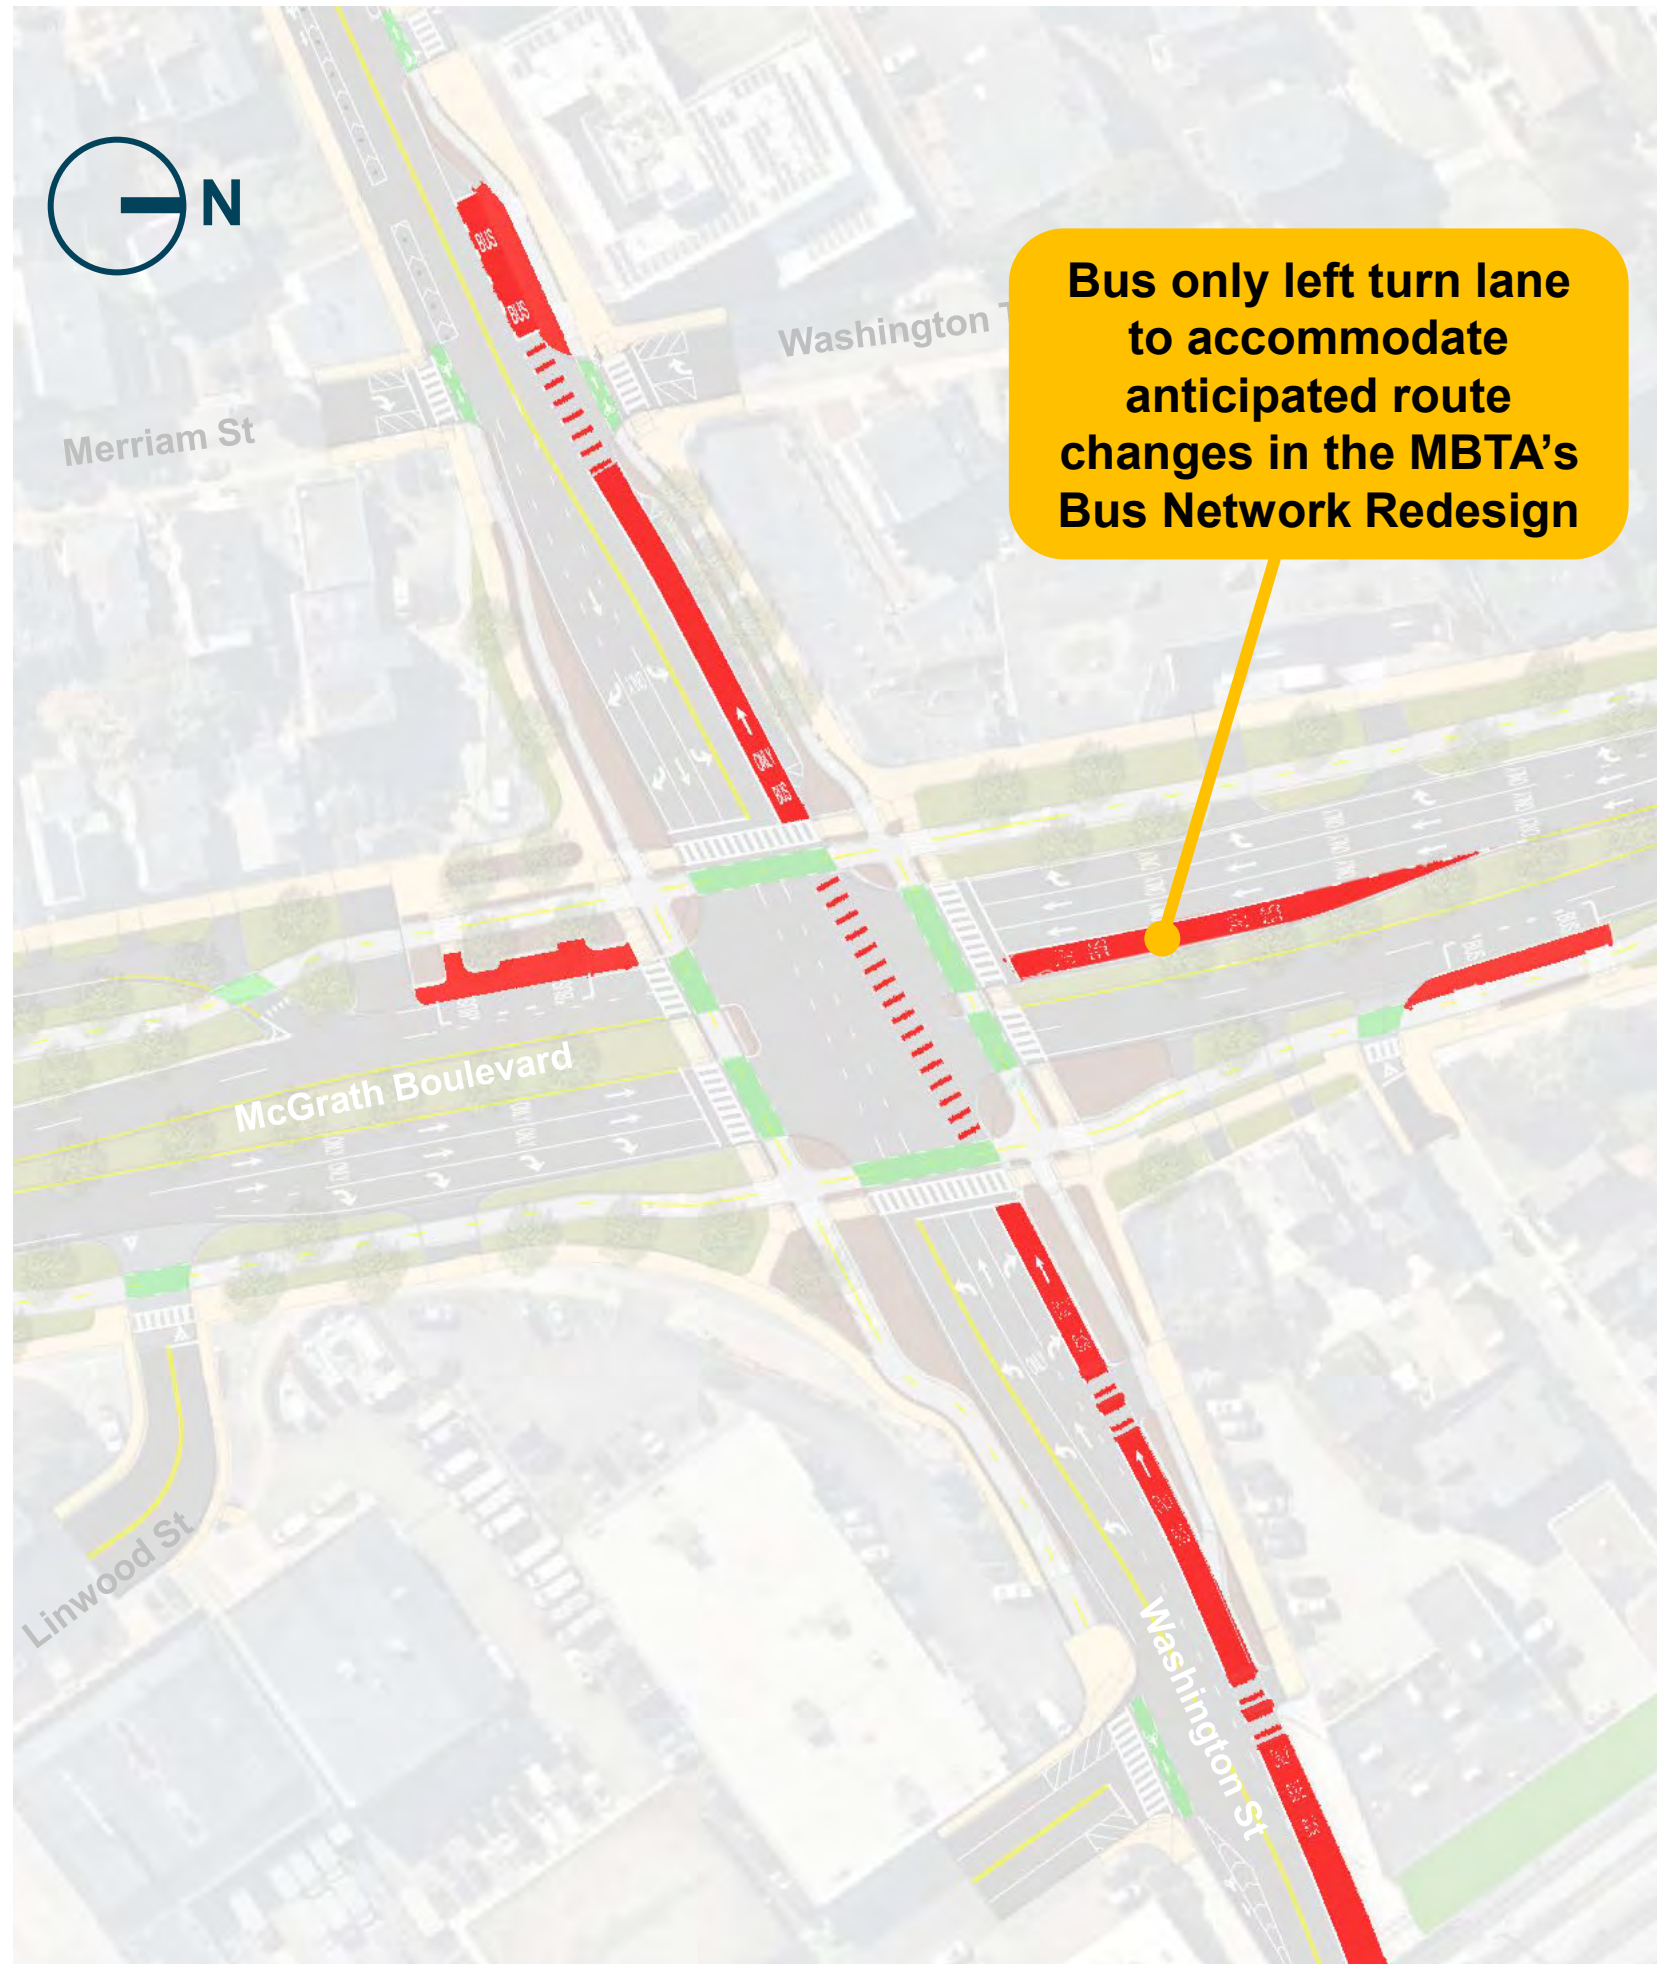 N
BUS
BUS
Washington
Merriam St
Bus only left turn lane
to accommodate
anticipated route
changes in the MBTA's
Bus Network Redesign
ONLY
ONLY
BUS
McGrath Boulevard
Linwood St
Washington St